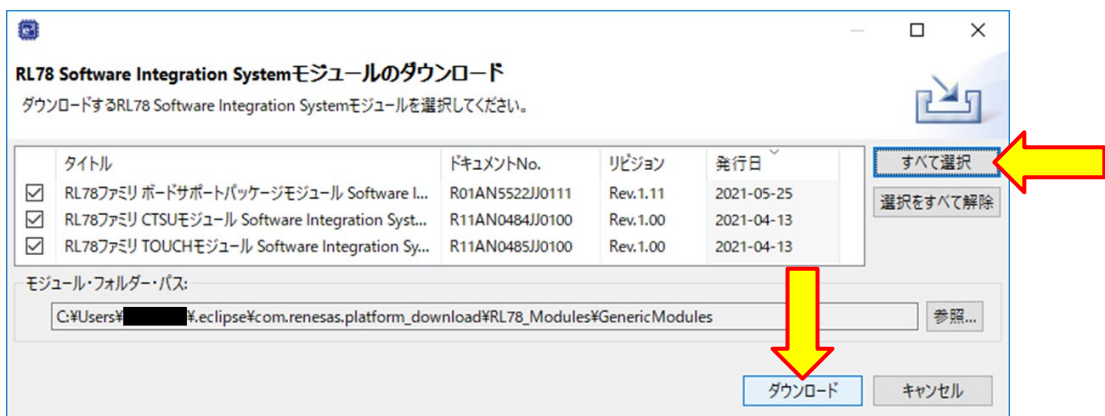 RL78 Software Integration Systemモジュールのダウンロード
ダウンロードするRL78 Software Integration Systemモジュールを選択してください。
タイトル ドキュメントNo. リビジョン 発行日 すべて選択
RL78ファミリ ボードサポートパッケージモジュール Software I... R01AN5522JJ0111 Rev.1.11 2021-05-25 選択をすべて解除
RL78ファミリ CTSUモジュール Software Integration Syst... R11AN0484JJ0100 Rev.1.00 2021-04-13
RL78ファミリ TOUCHモジュール Software Integration Sy... R11AN0485JJ0100 Rev.1.00 2021-04-13
モジュール・フォルダー・パス:
C:¥Users¥ ¥.eclipse¥com.renesas.platform_download¥RL78_Modules¥GenericModules 参照...
ダウンロード キャンセル